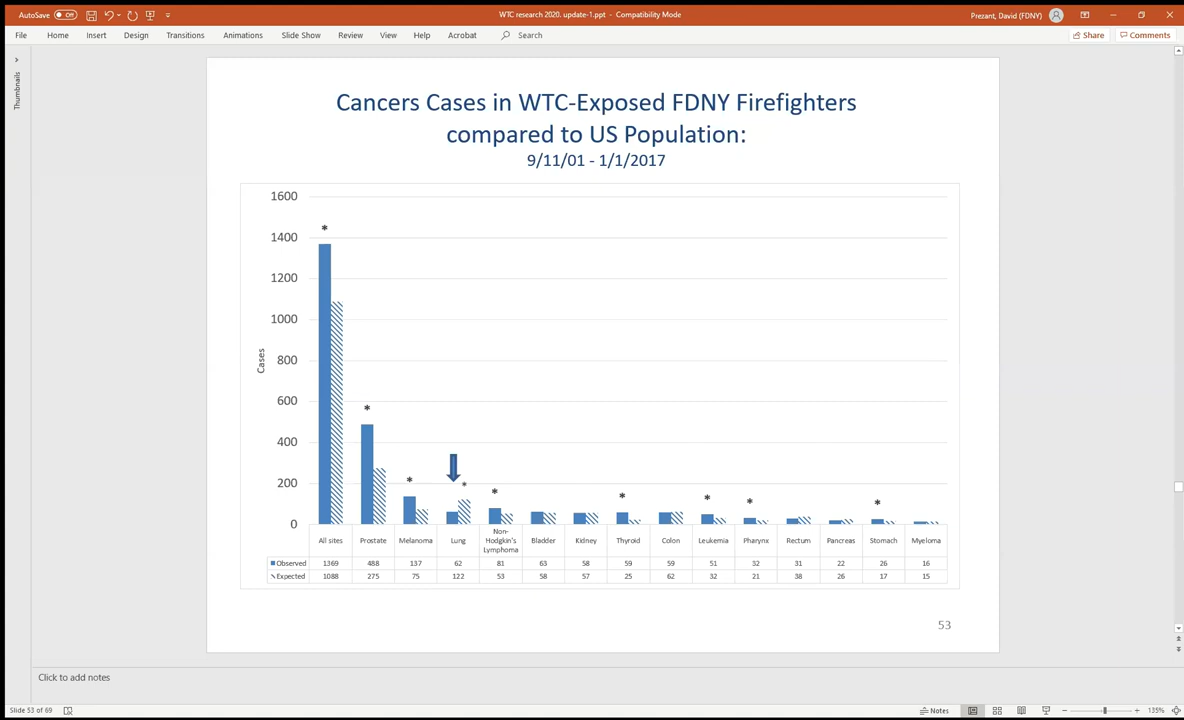 AutoSave Off WTC research 2020. update-1.ppt - Compatibility Mode Prezant, David (FDNY)
File Home Insert Design Transitions Animations Slide Show Review View Help Acrobat Search Share Comments
Thumbnails
Cancers Cases in WTC-Exposed FDNY Firefighters
compared to US Population:
9/11/01 - 1/1/2017
1600
1400
1200
1000
800
600
400
200
0
Cases
* * * * * * * * *
All sites Prostate Melanoma Lung Non-Hodgkin's Lymphoma Bladder Kidney Thyroid Colon Leukemia Pharynx Rectum Pancreas Stomach Myeloma
Observed 1369 488 137 62 81 63 58 59 59 51 32 31 22 26 16
Expected 1088 275 75 122 53 58 57 25 62 32 21 38 26 17 15
53
Click to add notes
Slide 53 of 69 Notes 135%